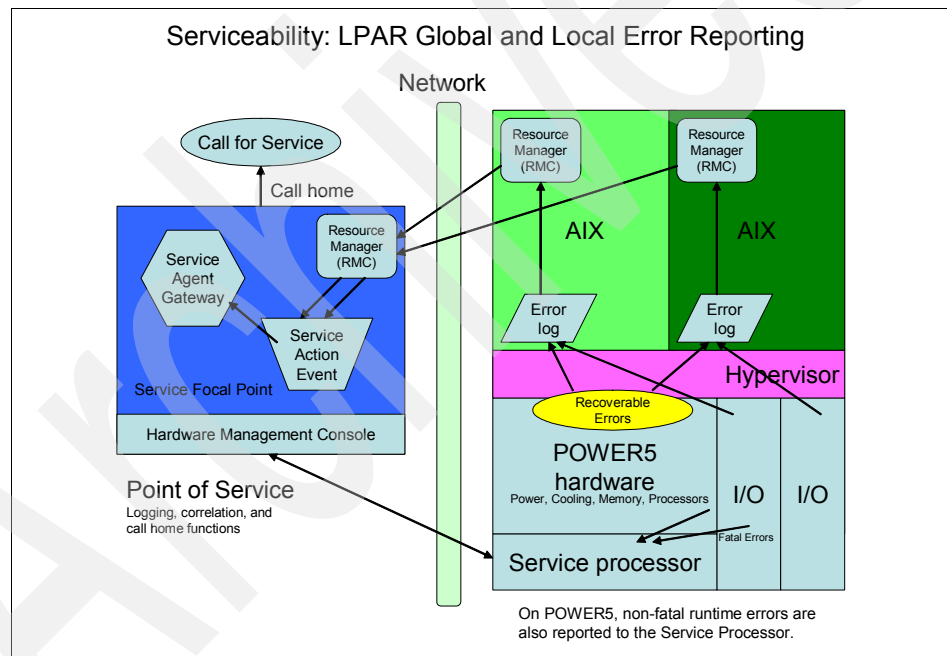 Serviceability: LPAR Global and Local Error Reporting
Network
Call for Service
Call home
Resource
Manager
(RMC)
Service
Agent
Gateway
Service
Action
Event
Service Focal Point
Hardware Management Console
Point of Service
Logging, correlation, and
call home functions
Resource
Manager
(RMC)
Resource
Manager
(RMC)
AIX
AIX
Error
log
Error
log
Hypervisor
Recoverable
Errors
POWER5
hardware
Power, Cooling, Memory, Processors
I/O
I/O
Fatal Errors
Service processor
On POWER5, non-fatal runtime errors are
also reported to the Service Processor.